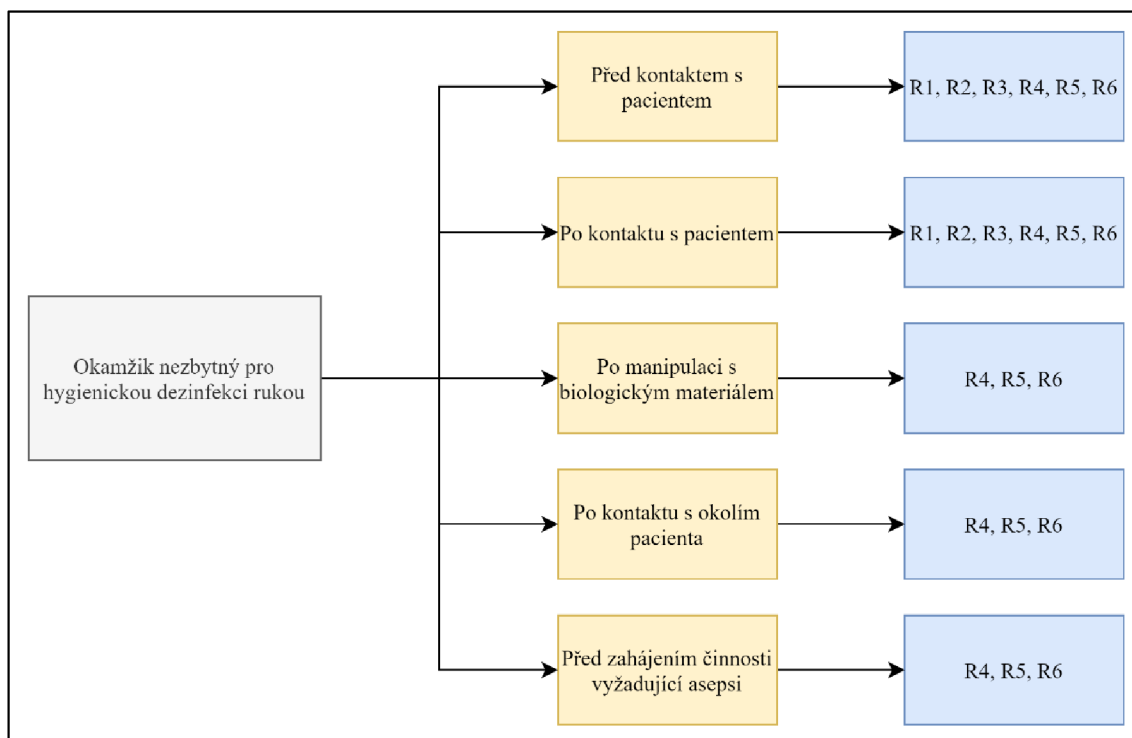 Před kontaktem s
pacientem
R1, R2, R3, R4, R5, R6
Po kontaktu s pacientem
R1, R2, R3, R4, R5, R6
Okamžik nezbytný pro
hygienickou dezinfekci rukou
Po manipulaci s
biologickým materiálem
R4, R5, R6
Po kontaktu s okolím
pacienta
R4, R5, R6
Před zahájením činnosti
vyžadující asepsi
R4, R5, R6